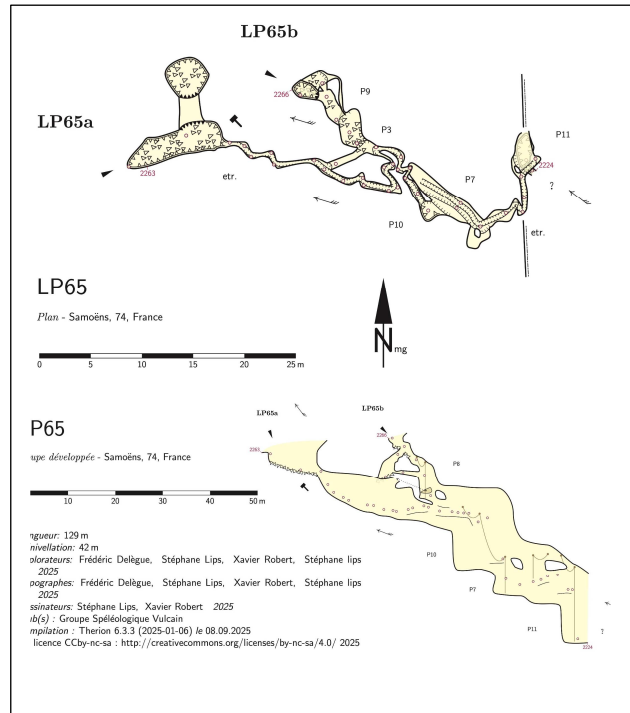 LP65b
2266
P9
LP65a
P3
P11
2263
etr.
2224
P7
?
P10
etr.
LP65
Plan - Samoëns, 74, France
N mg
0 5 10 15 20 25 m
LP65a
LP65b
P65
2263
2266
upe développée - Samoëns, 74, France
P8
10 20 30 40 50 m
ngueur: 129 m
nivellation: 42 m
plorateurs: Frédéric Delègue, Stéphane Lips, Xavier Robert, Stéphane lips
2025
pographes: Frédéric Delègue, Stéphane Lips, Xavier Robert, Stéphane lips
2025
ssinateurs: Stéphane Lips, Xavier Robert 2025
ub(s) : Groupe Spéléologique Vulcain
mpilation : Therion 6.3.3 (2025-01-06) le 08.09.2025
licence CCby-nc-sa : http://creativecommons.org/licenses/by-nc-sa/4.0/ 2025
P10
P7
P11
?
2224